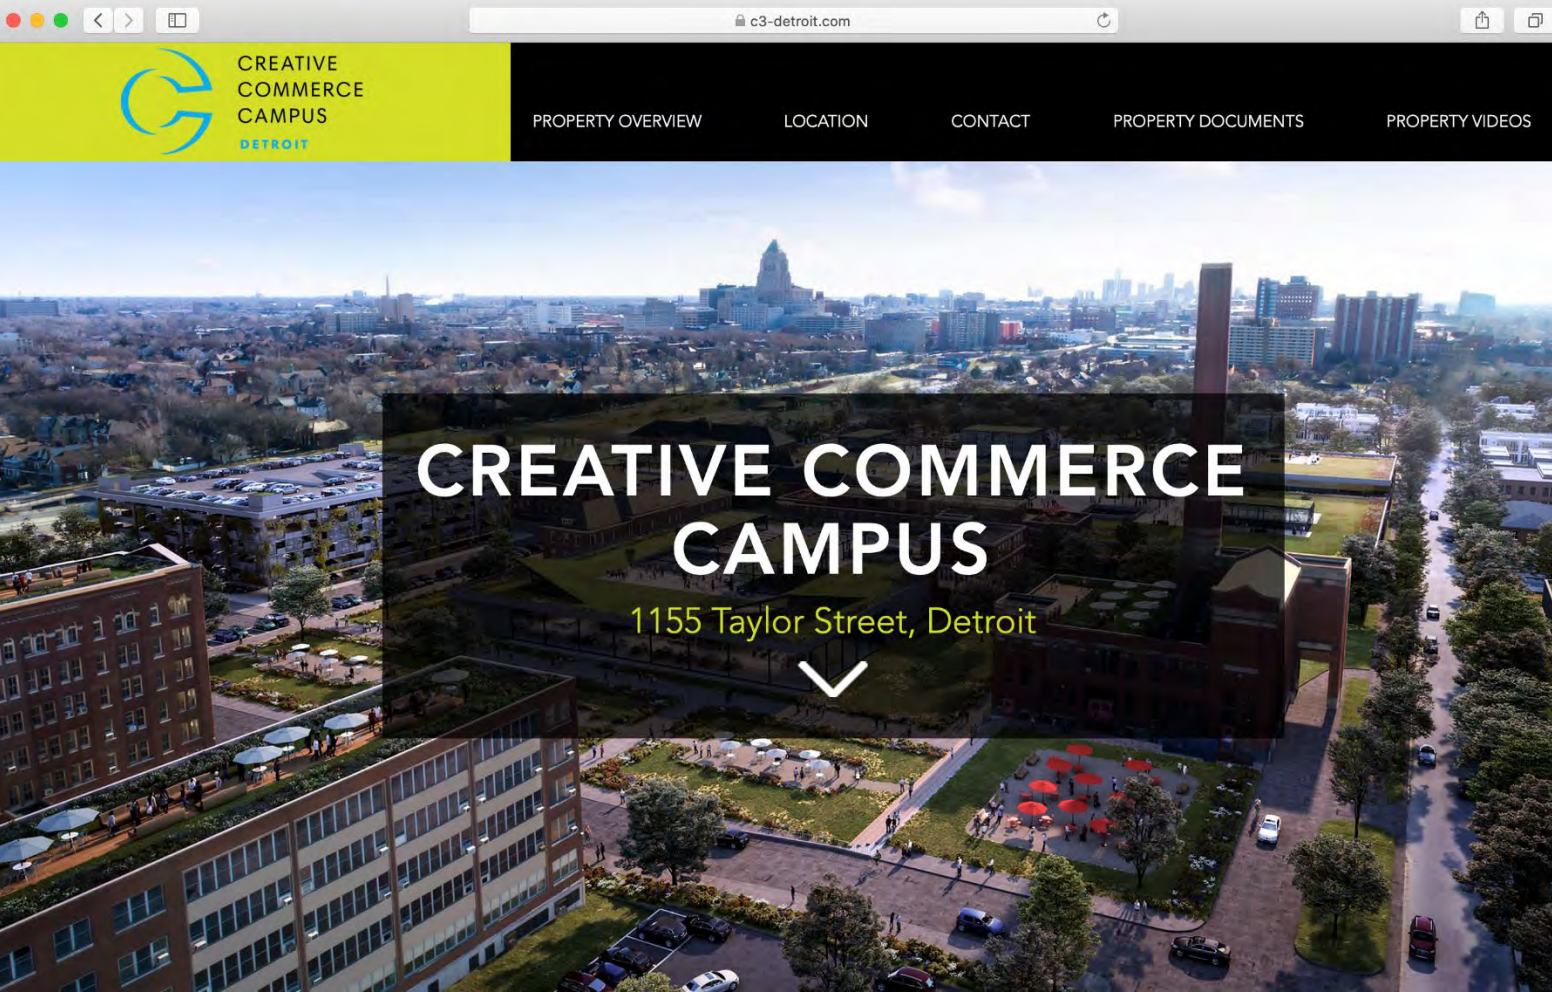 c3-detroit.com
CREATIVE
COMMERCE
CAMPUS
DETROIT
PROPERTY OVERVIEW
LOCATION
CONTACT
PROPERTY DOCUMENTS
PROPERTY VIDEOS
CREATIVE COMMERCE
CAMPUS
1155 Taylor Street, Detroit